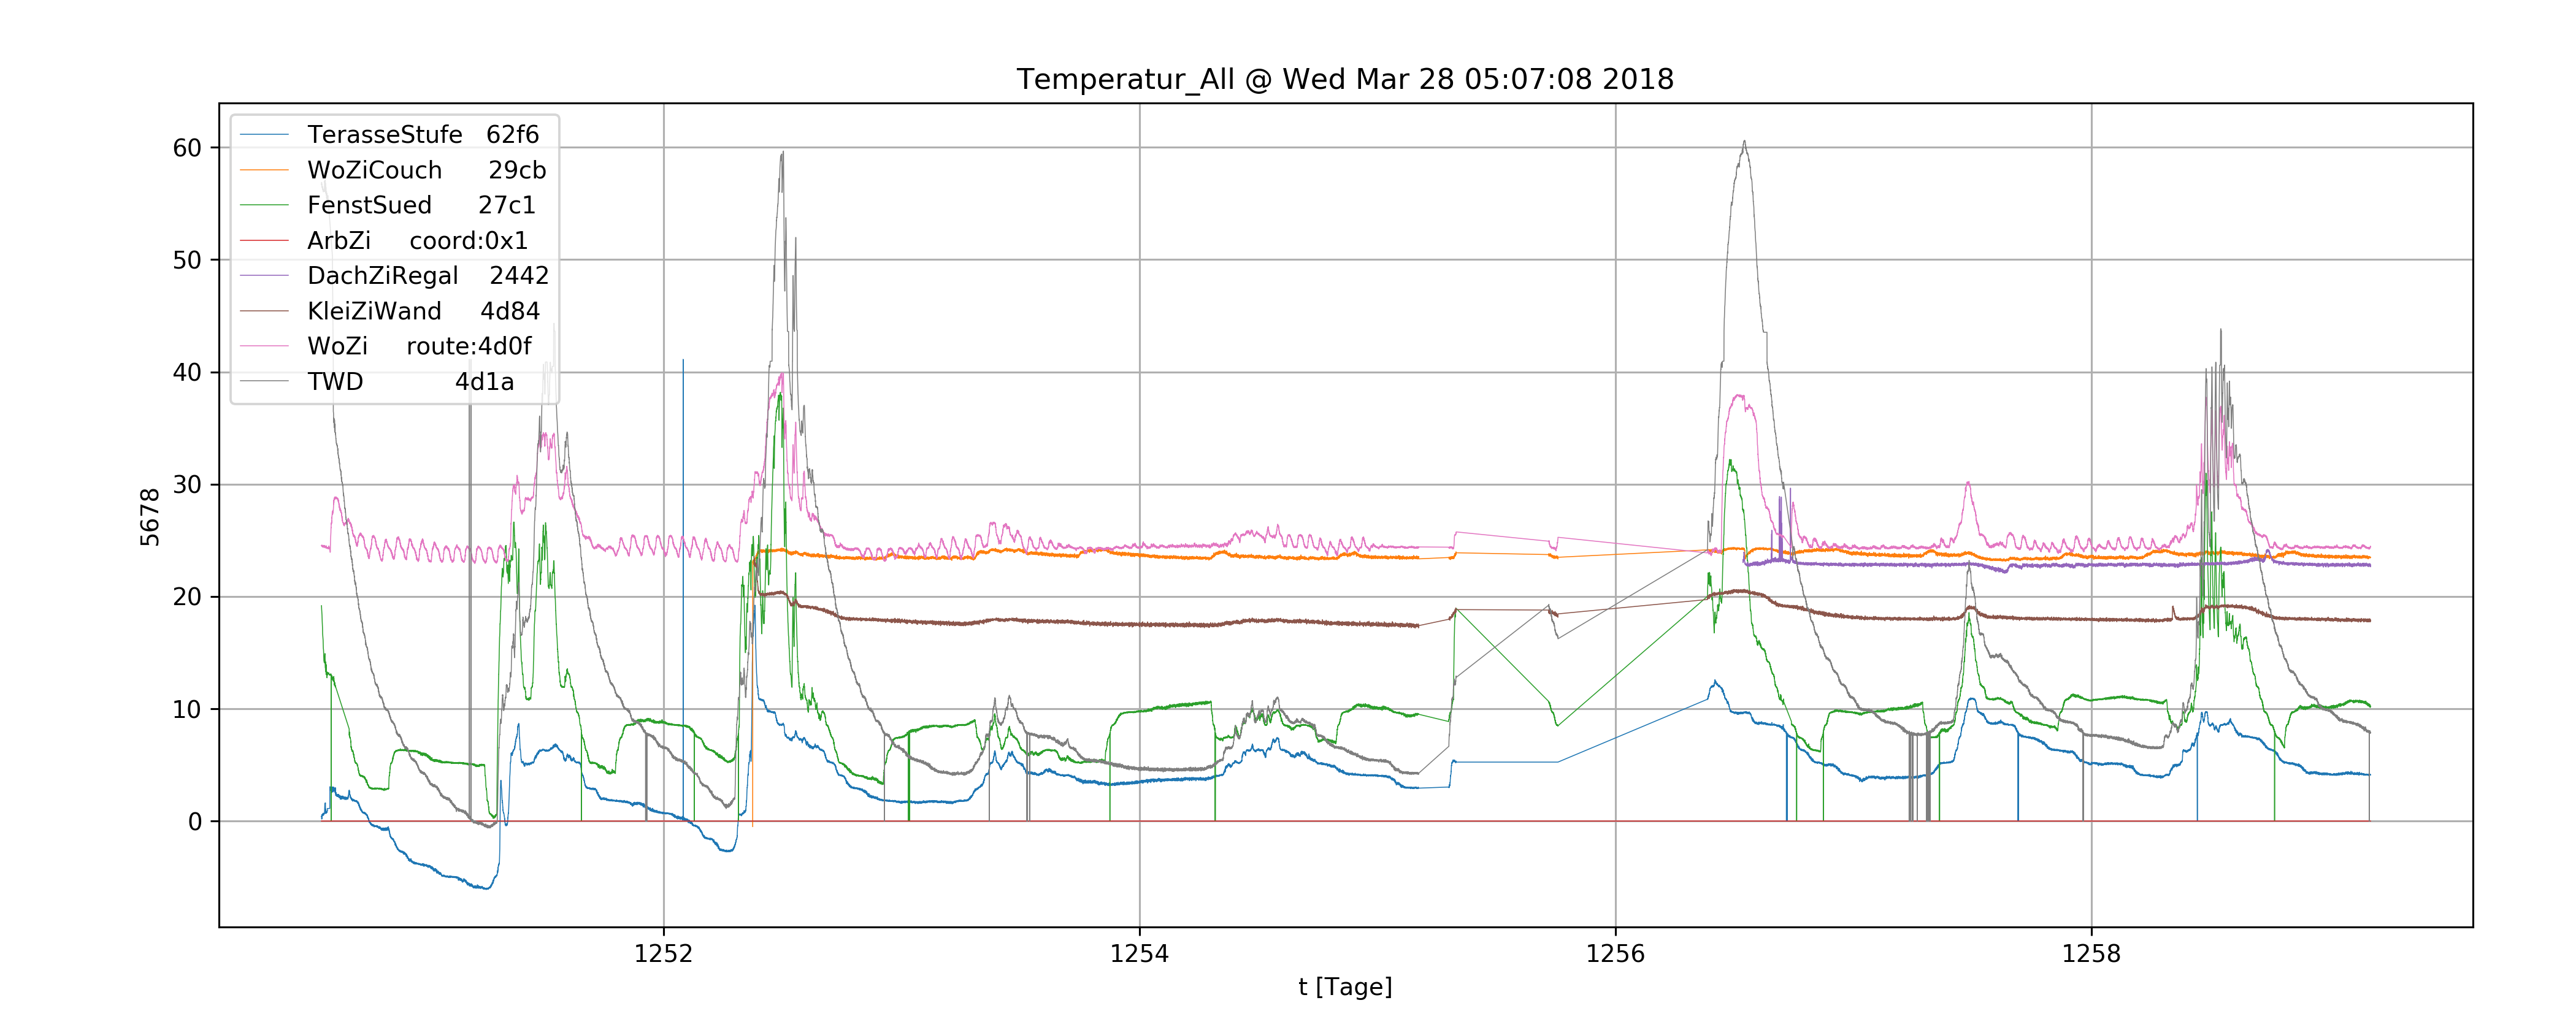 Temperatur_All @ Wed Mar 28 05:07:08 2018
TerasseStufe 62f6
WoZiCouch 29cb
FenstSued 27c1
ArbZi coord:0x1
DachZiRegal 2442
KleiZiWand 4d84
WoZi route:4d0f
TWD 4d1a
60
50
40
30
20
10
0
5678
1252 1254 1256 1258
t [Tage]